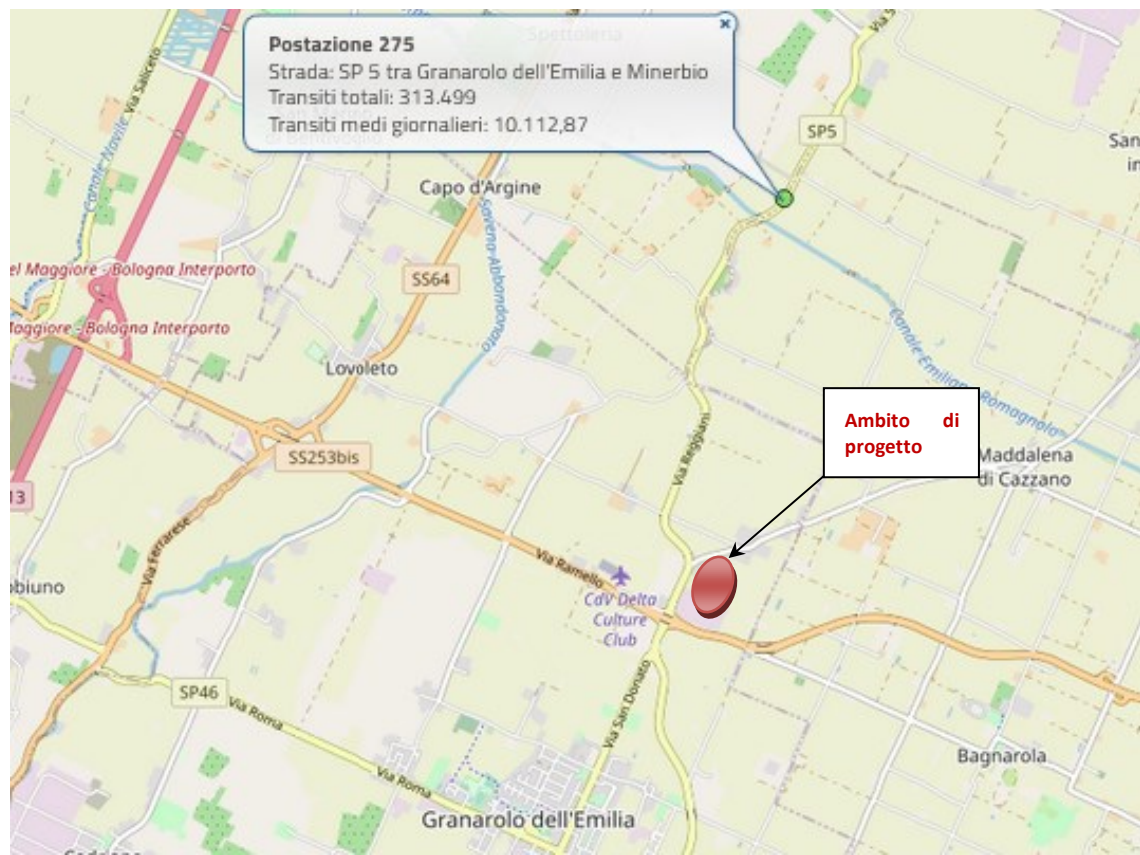 Postazione 275
Strada: SP 5 tra Granarolo dell'Emilia e Minerbio
Transiti totali: 313.499
Transiti medi giornalieri: 10.112,87
Spettoleria
Via Saliceto
Canale Navile
SP5
Capo d'Argine
Savena Abbandonato
SS64
el Maggiore - Bologna Interporto
Maggiore - Bologna Interporto
Lovoleto
Canale Emiliano Romagnolo
Ambito di
progetto
Maddalena
di Cazzano
Via Reggiani
SS253bis
13
Via Ferrarese
Via Ramello
CdV Delta
Culture
Club
obiuno
SP46
Via Roma
Via San Donato
Bagnarola
Via Roma
Granarolo dell'Emilia